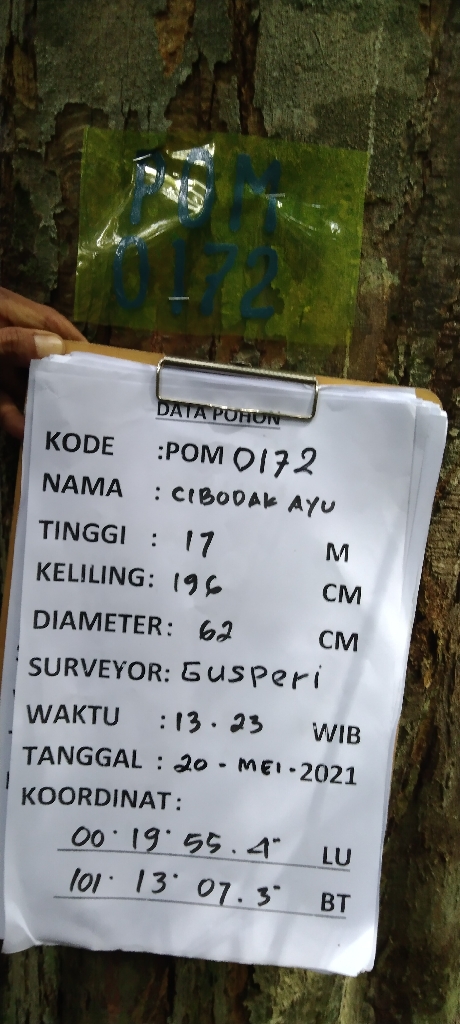 POM
0172
DATA POHON
KODE :POM 0172
NAMA : CIBODAK AYU
TINGGI : 17 M
KELILING: 196 CM
DIAMETER: 62 CM
SURVEYOR: Gusperi
WAKTU : 13.23 WIB
TANGGAL : 20 - MEI - 2021
KOORDINAT:
00° 19' 55.4" LU
101° 13' 07.3" BT